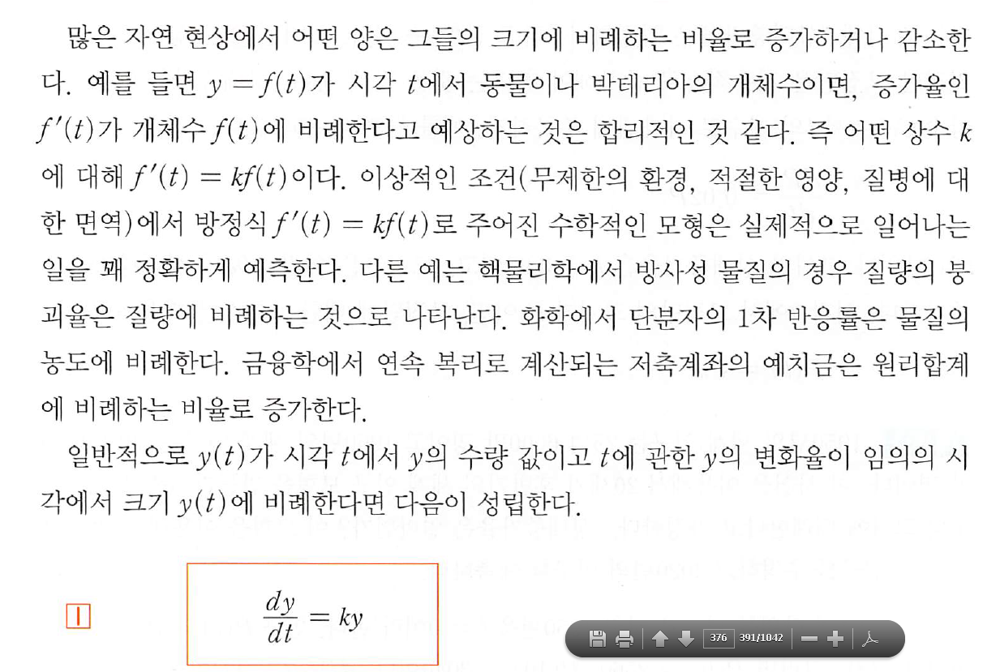 많은 자연 현상에서 어떤 양은 그들의 크기에 비례하는 비율로 증가하거나 감소한
다. 예를 들면 y = f(t)가 시각 t에서 동물이나 박테리아의 개체수이면, 증가율인
f′(t)가 개체수 f(t)에 비례한다고 예상하는 것은 합리적인 것 같다. 즉 어떤 상수 k
에 대해 f′(t) = kf(t)이다. 이상적인 조건(무제한의 환경, 적절한 영양, 질병에 대
한 면역)에서 방정식 f′(t) = kf(t)로 주어진 수학적인 모형은 실제적으로 일어나는
일을 꽤 정확하게 예측한다. 다른 예는 핵물리학에서 방사성 물질의 경우 질량의 붕
괴율은 질량에 비례하는 것으로 나타난다. 화학에서 단분자의 1차 반응률은 물질의
농도에 비례한다. 금융학에서 연속 복리로 계산되는 저축계좌의 예치금은 원리합계
에 비례하는 비율로 증가한다.
일반적으로 y(t)가 시각 t에서 y의 수량 값이고 t에 관한 y의 변화율이 임의의 시
각에서 크기 y(t)에 비례한다면 다음이 성립한다.
1 dy/dt = ky
376 391/1042